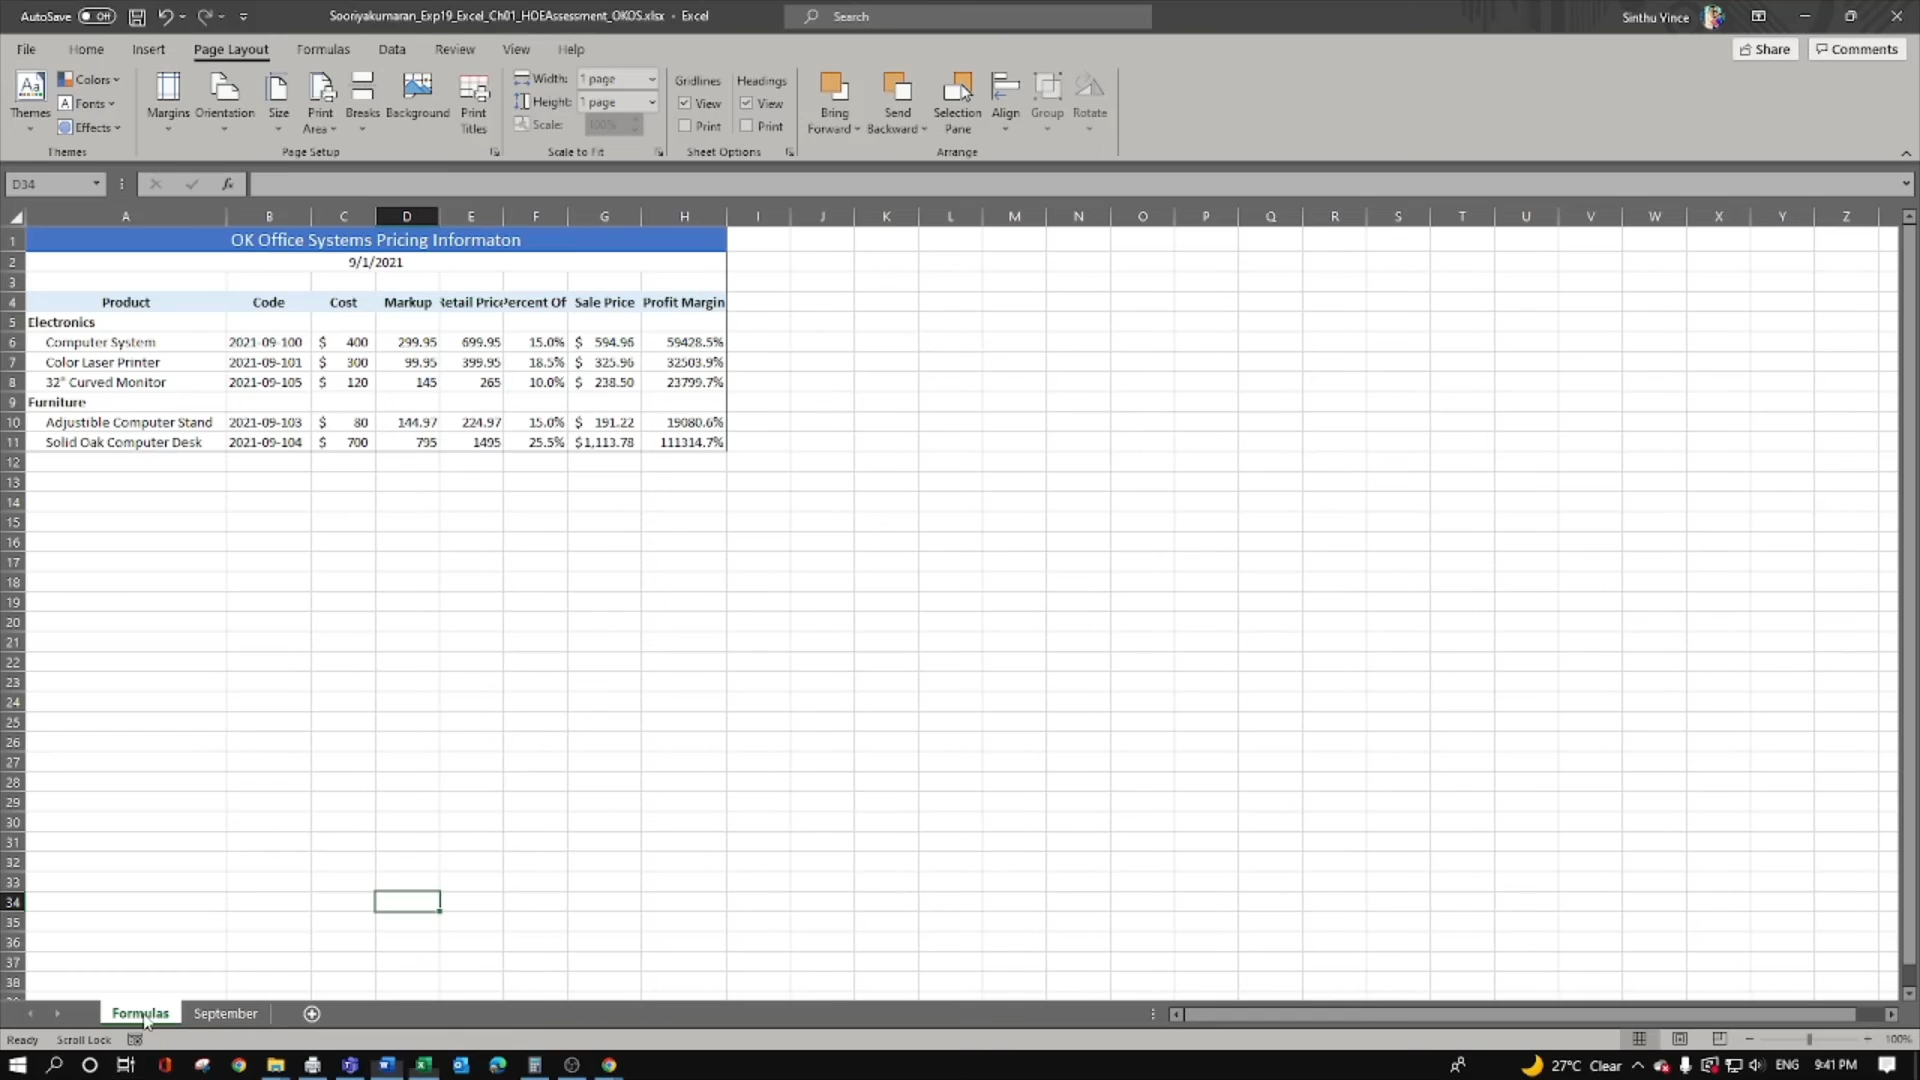 AutoSave Off Sooriyakumaran_Exp19_Excel_Ch01_HOEAssessment_OKOS.xlsx - Excel Search Sinthu Vince
File Home Insert Page Layout Formulas Data Review View Help Share Comments
Themes Colors Fonts Effects
Themes
Margins Orientation Size Print Area Breaks Background Print Titles
Page Setup
Width: 1 page
Height: 1 page
Scale: 100%
Scale to Fit
Gridlines View Print
Headings View Print
Sheet Options
Bring Forward Send Backward Selection Pane Align Group Rotate
Arrange
D34 fx
A B C D E F G H I J K L M N O P Q R S T U V W X Y Z
1 OK Office Systems Pricing Informaton
2 9/1/2021
3
4 Product Code Cost Markup Retail Price Percent Of Sale Price Profit Margin
5 Electronics
6 Computer System 2021-09-100 $ 400 299.95 699.95 15.0% $ 594.96 59428.5%
7 Color Laser Printer 2021-09-101 $ 300 99.95 399.95 18.5% $ 325.96 32503.9%
8 32" Curved Monitor 2021-09-105 $ 120 145 265 10.0% $ 238.50 23799.7%
9 Furniture
10 Adjustible Computer Stand 2021-09-103 $ 80 144.97 224.97 15.0% $ 191.22 19080.6%
11 Solid Oak Computer Desk 2021-09-104 $ 700 795 1495 25.5% $1,113.78 111314.7%
12
13
14
15
16
17
18
19
20
21
22
23
24
25
26
27
28
29
30
31
32
33
34
35
36
37
38
Formulas September
Ready Scroll Lock 100%
27°C Clear ENG 9:41 PM